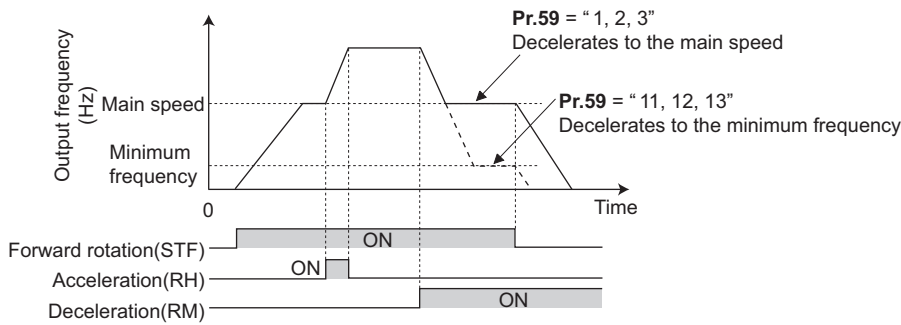 Pr.59 = “ 1, 2, 3”
Decelerates to the main speed
Output frequency
(Hz)
Main speed
Pr.59 = “11, 12, 13”
Decelerates to the minimum frequency
Minimum
frequency
0
Time
Forward rotation(STF)
ON
Acceleration(RH)
ON
Deceleration(RM)
ON